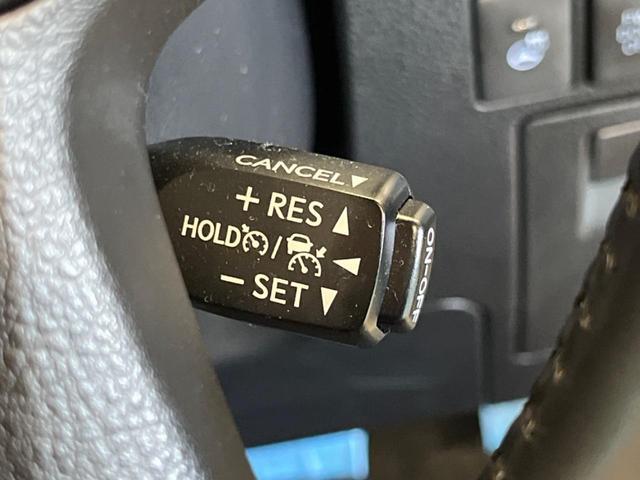 CANCEL▼
+ RES ▲
HOLD / ◀
− SET ▼
ON-OFF